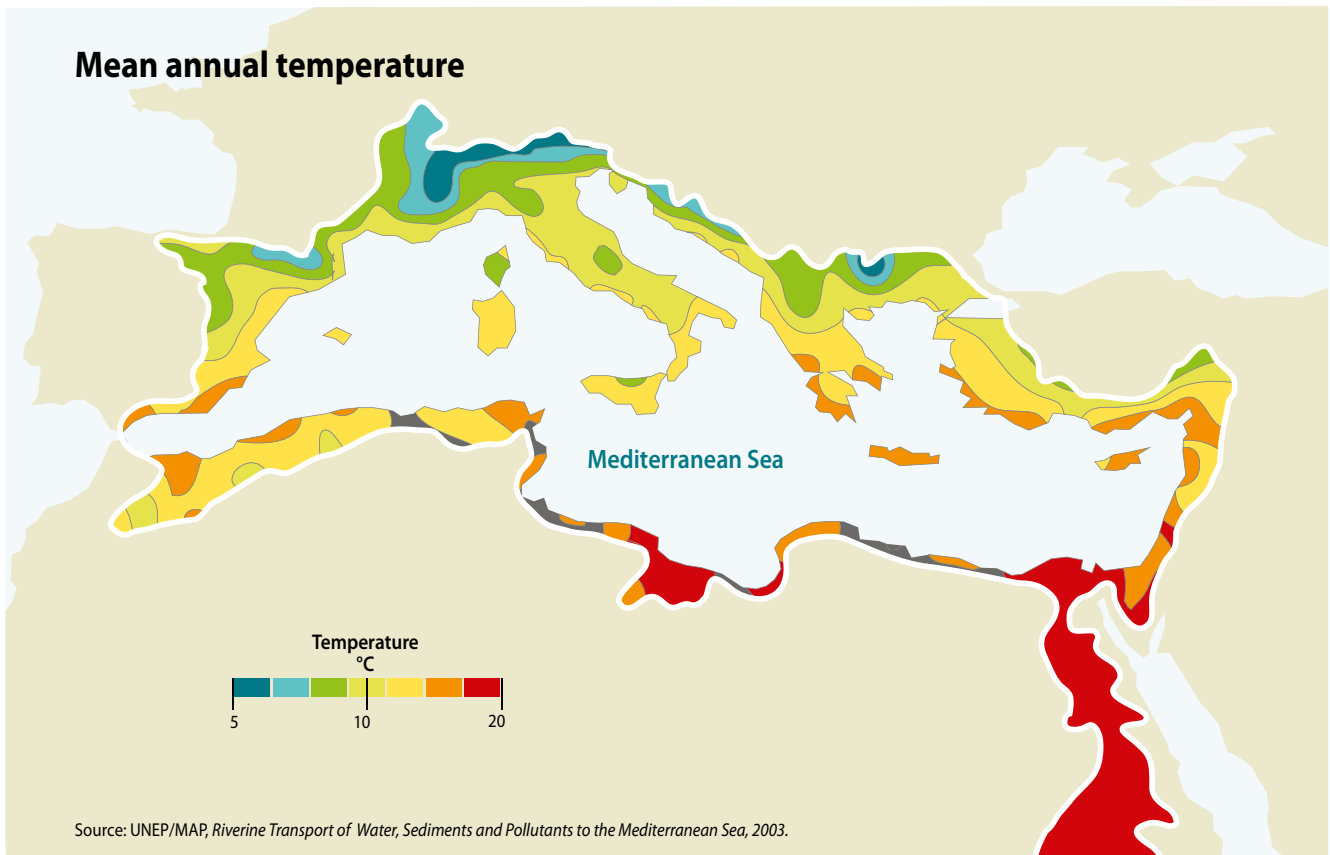 Mean annual temperature
Mediterranean Sea
Temperature
°C
5 10 20
Source: UNEP/MAP, Riverine Transport of Water, Sediments and Pollutants to the Mediterranean Sea, 2003.